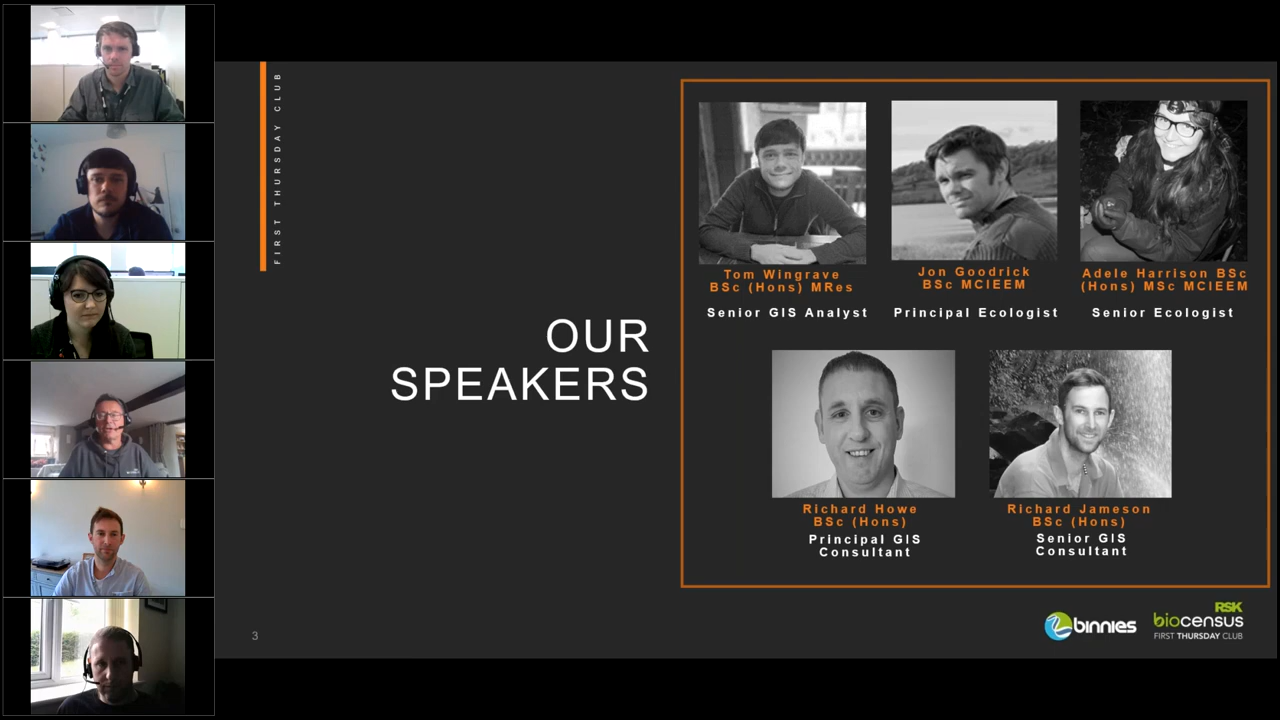 FIRST THURSDAY CLUB
OUR
SPEAKERS
Tom Wingrave
BSc (Hons) MRes
Senior GIS Analyst
Jon Goodrick
BSc MCIEEM
Principal Ecologist
Adele Harrison BSc
(Hons) MSc MCIEEM
Senior Ecologist
Richard Howe
BSc (Hons)
Principal GIS
Consultant
Richard Jameson
BSc (Hons)
Senior GIS
Consultant
3
binnies
RSK
biocensus
FIRST THURSDAY CLUB